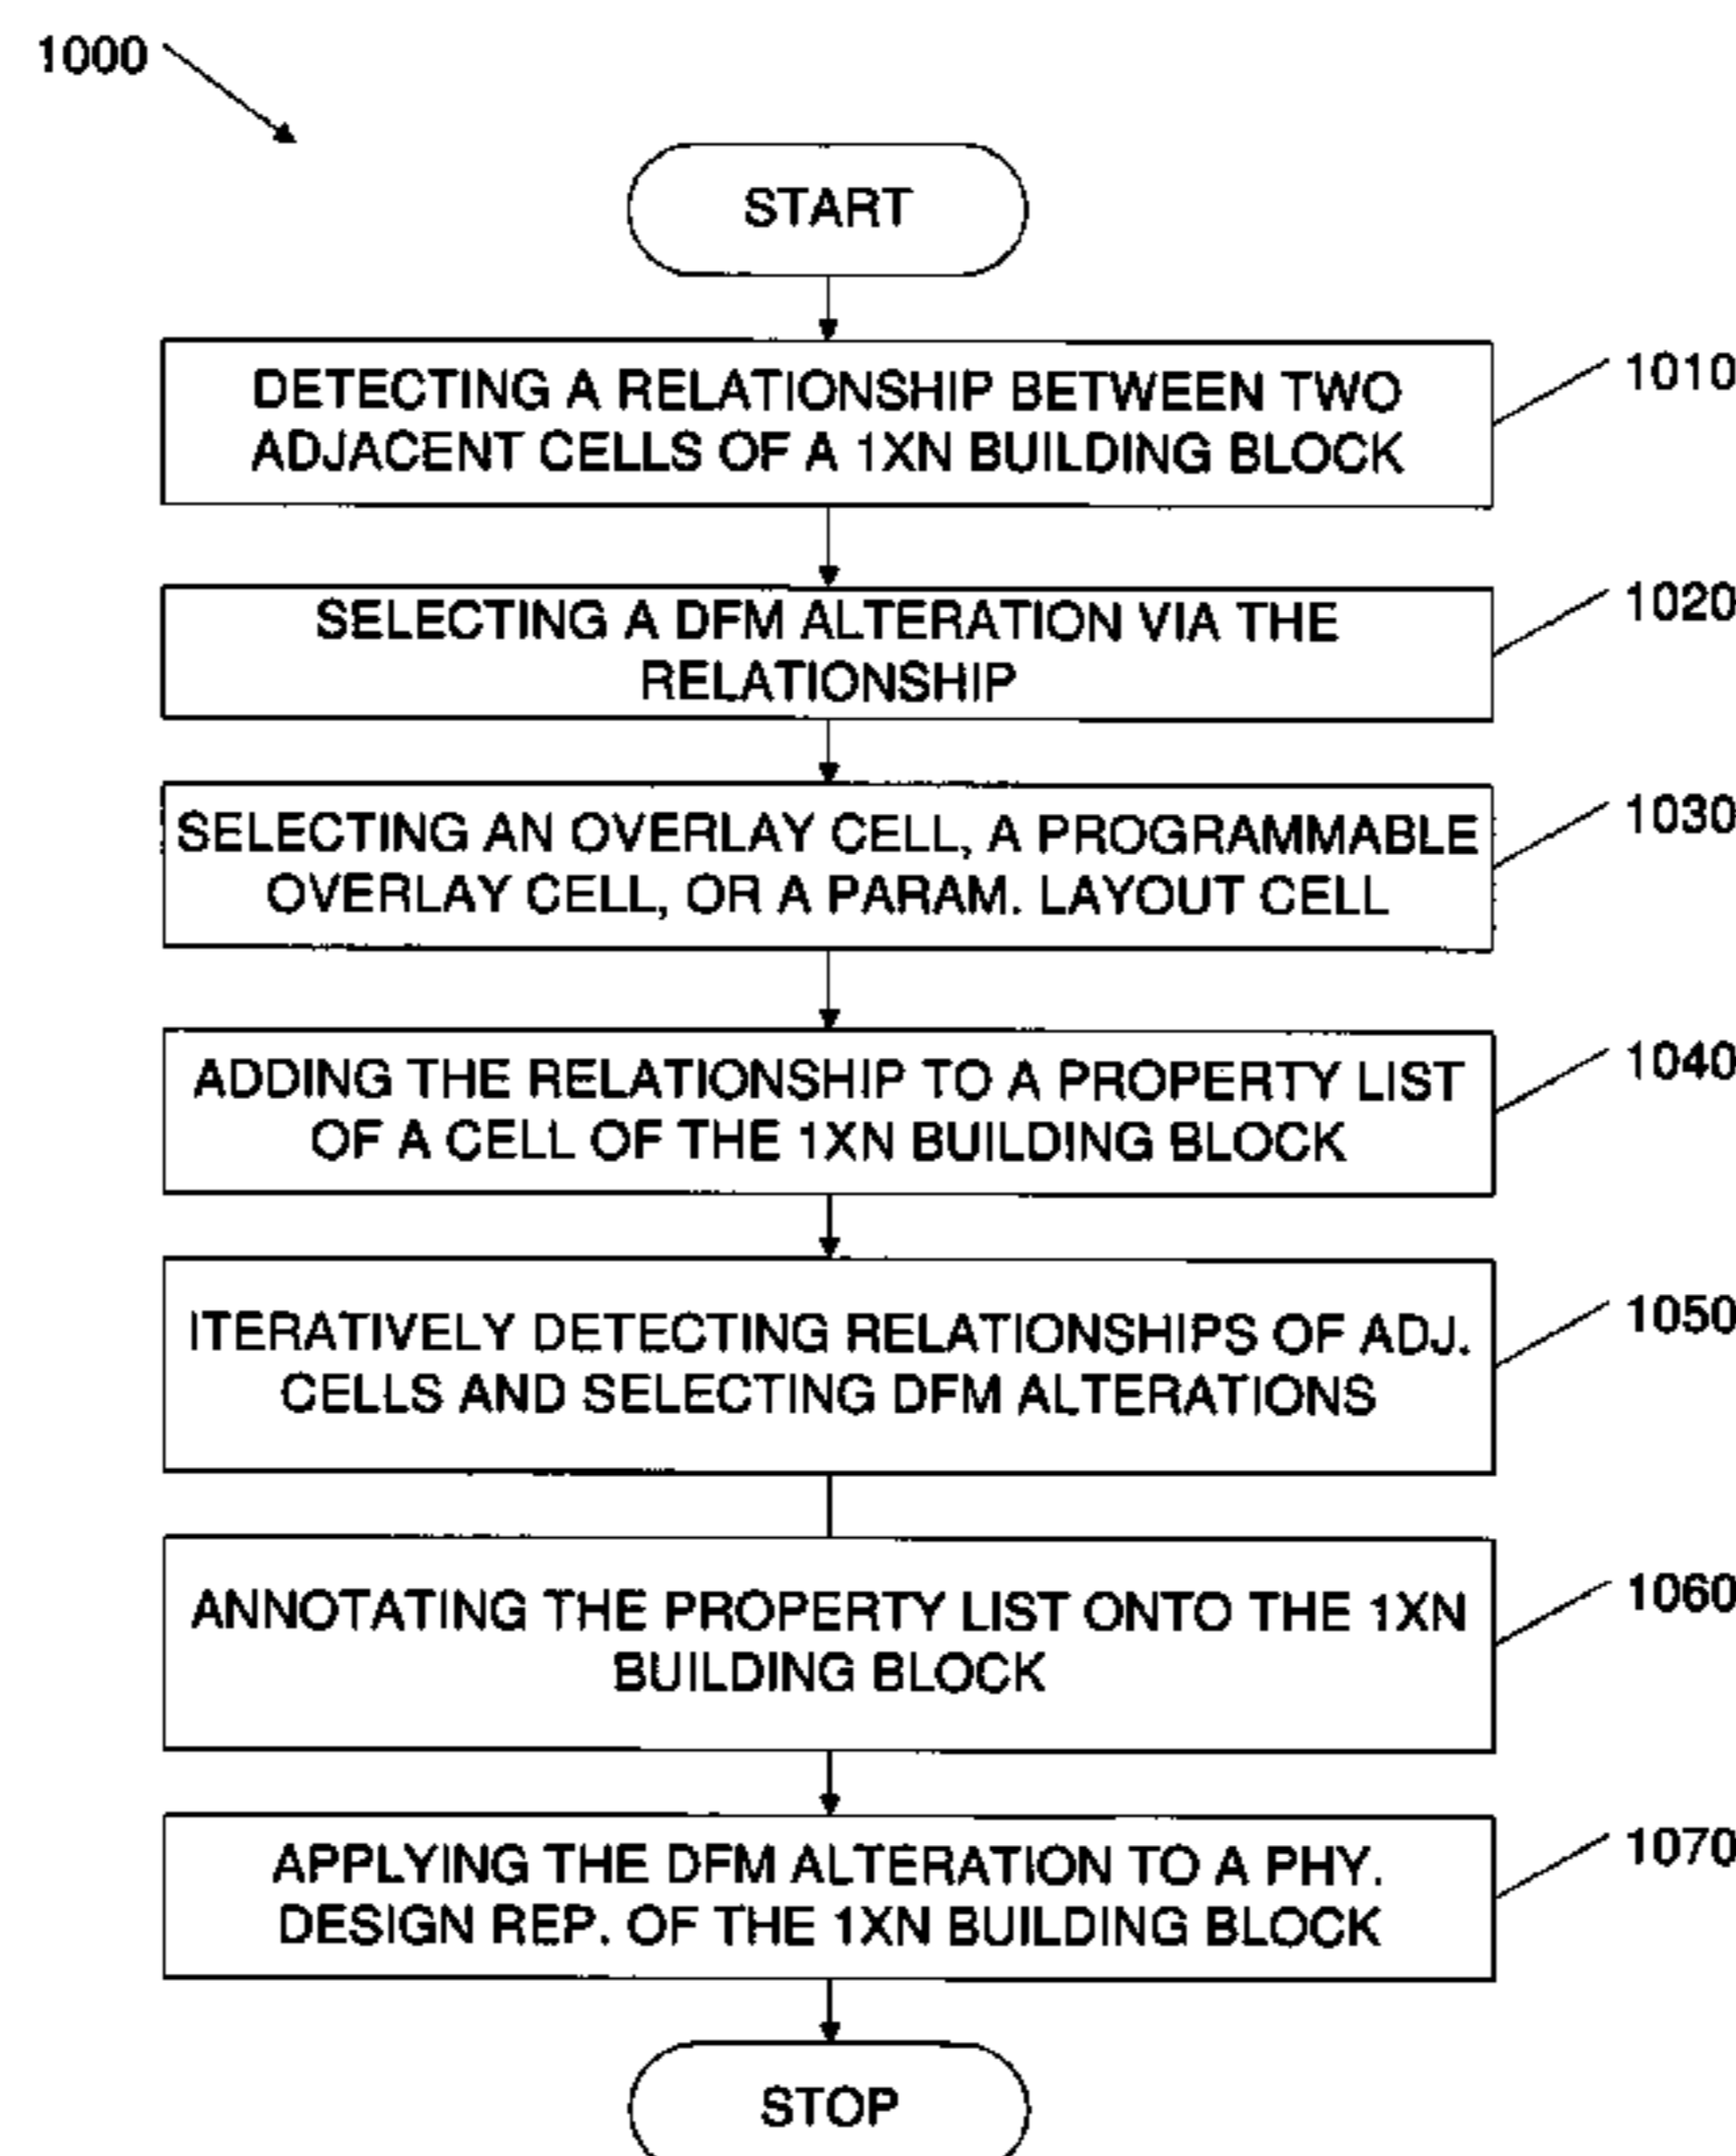 1000
START
DETECTING A RELATIONSHIP BETWEEN TWO
ADJACENT CELLS OF A 1XN BUILDING BLOCK
1010
SELECTING A DFM ALTERATION VIA THE
RELATIONSHIP
1020
SELECTING AN OVERLAY CELL, A PROGRAMMABLE
OVERLAY CELL, OR A PARAM. LAYOUT CELL
1030
ADDING THE RELATIONSHIP TO A PROPERTY LIST
OF A CELL OF THE 1XN BUILDING BLOCK
1040
ITERATIVELY DETECTING RELATIONSHIPS OF ADJ.
CELLS AND SELECTING DFM ALTERATIONS
1050
ANNOTATING THE PROPERTY LIST ONTO THE 1XN
BUILDING BLOCK
1060
APPLYING THE DFM ALTERATION TO A PHY.
DESIGN REP. OF THE 1XN BUILDING BLOCK
1070
STOP